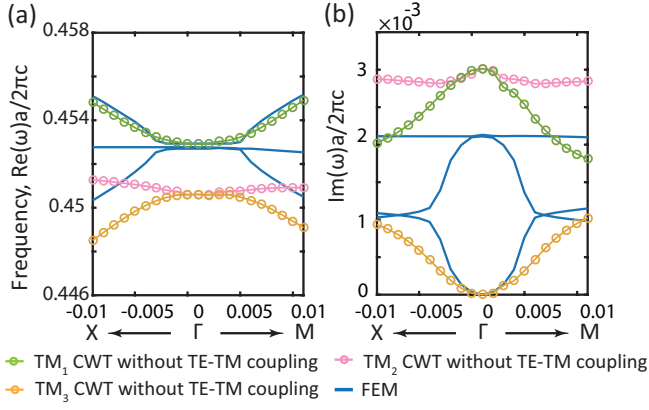 (a)
(b)
×10⁻³
Frequency, Re(ω)a/2πc
0.458
0.454
0.45
0.446
-0.01 -0.005 0 0.005 0.01
X Γ M
Im(ω)a/2πc
3
2
1
0
-0.01 -0.005 0 0.005 0.01
X Γ M
TM₁ CWT without TE-TM coupling
TM₂ CWT without TE-TM coupling
TM₃ CWT without TE-TM coupling
FEM